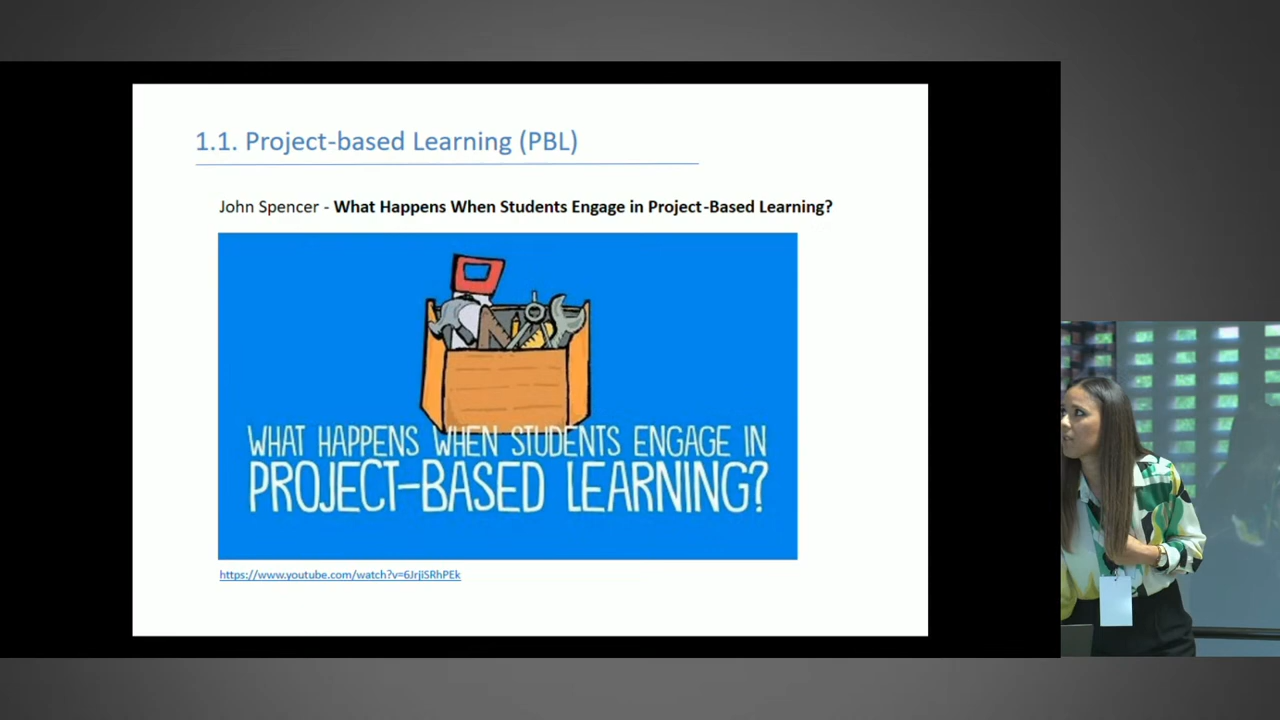 1.1. Project-based Learning (PBL)
John Spencer - What Happens When Students Engage in Project-Based Learning?
WHAT HAPPENS WHEN STUDENTS ENGAGE IN
PROJECT-BASED LEARNING?
https://www.youtube.com/watch?v=6JrjiSRhPEk